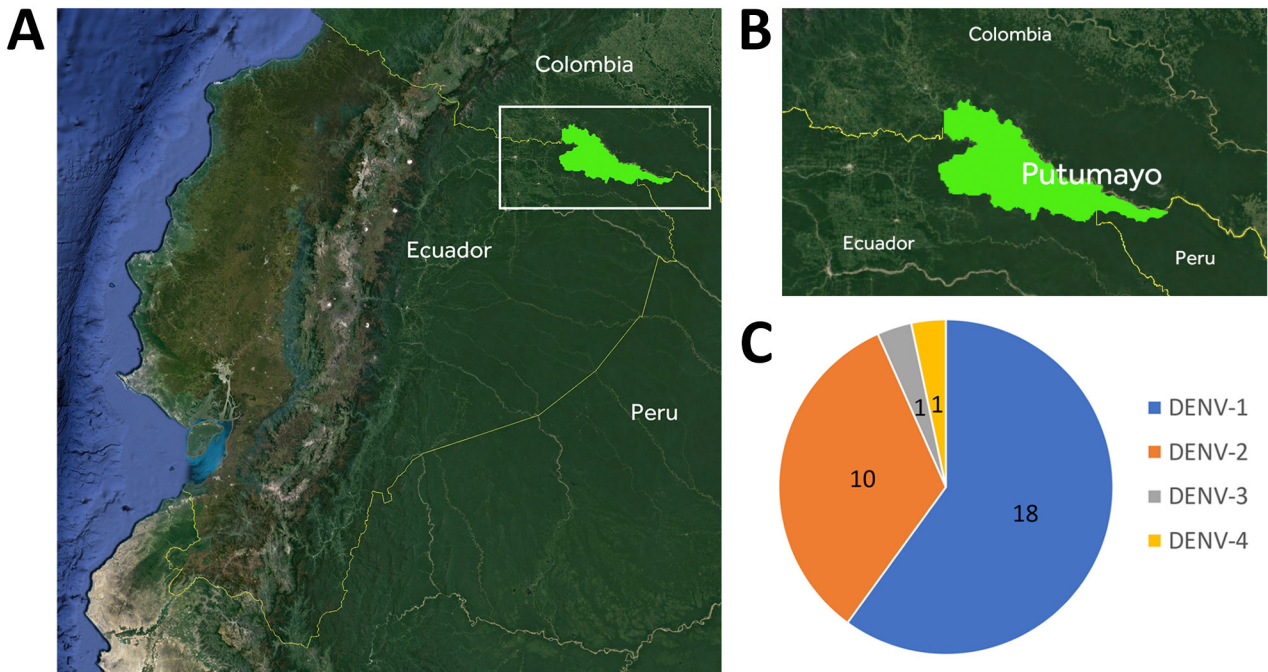 A
Colombia
Ecuador
Peru
B
Colombia
Putumayo
Ecuador
Peru
C
1
1
10
18
DENV-1
DENV-2
DENV-3
DENV-4